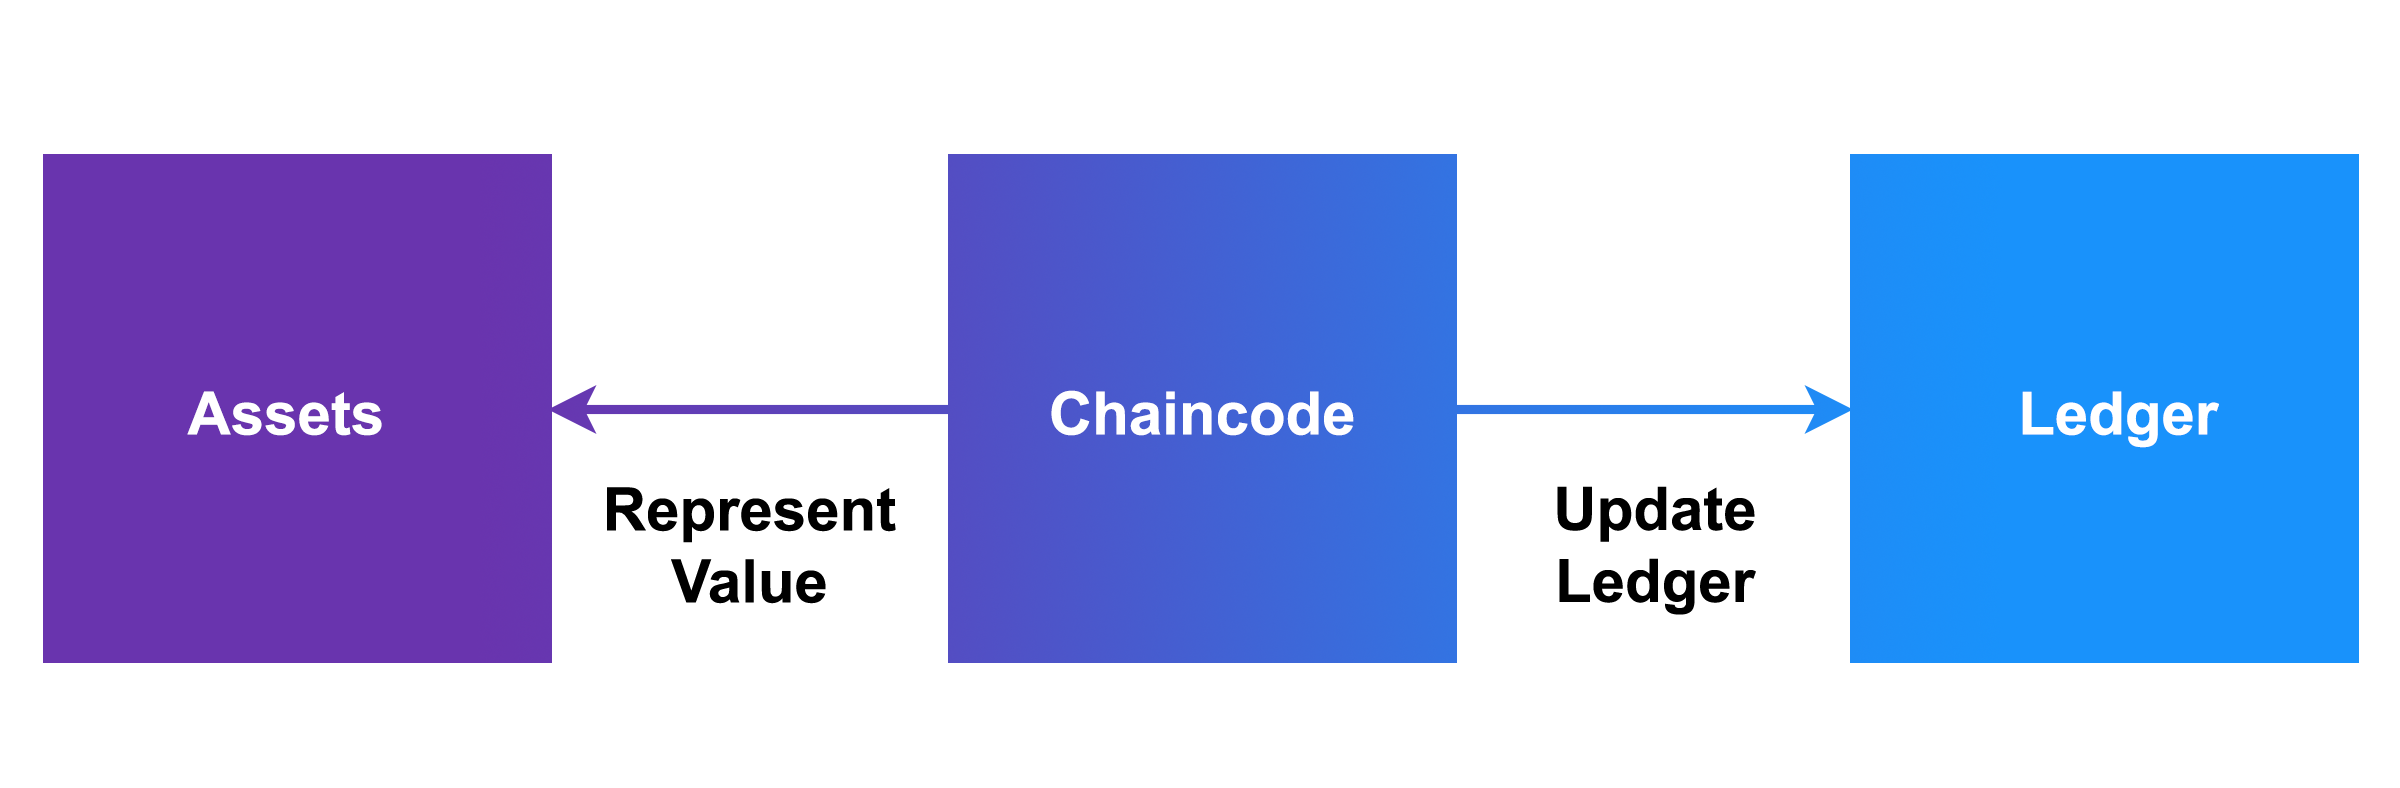 Assets
Represent
Value
Chaincode
Update
Ledger
Ledger